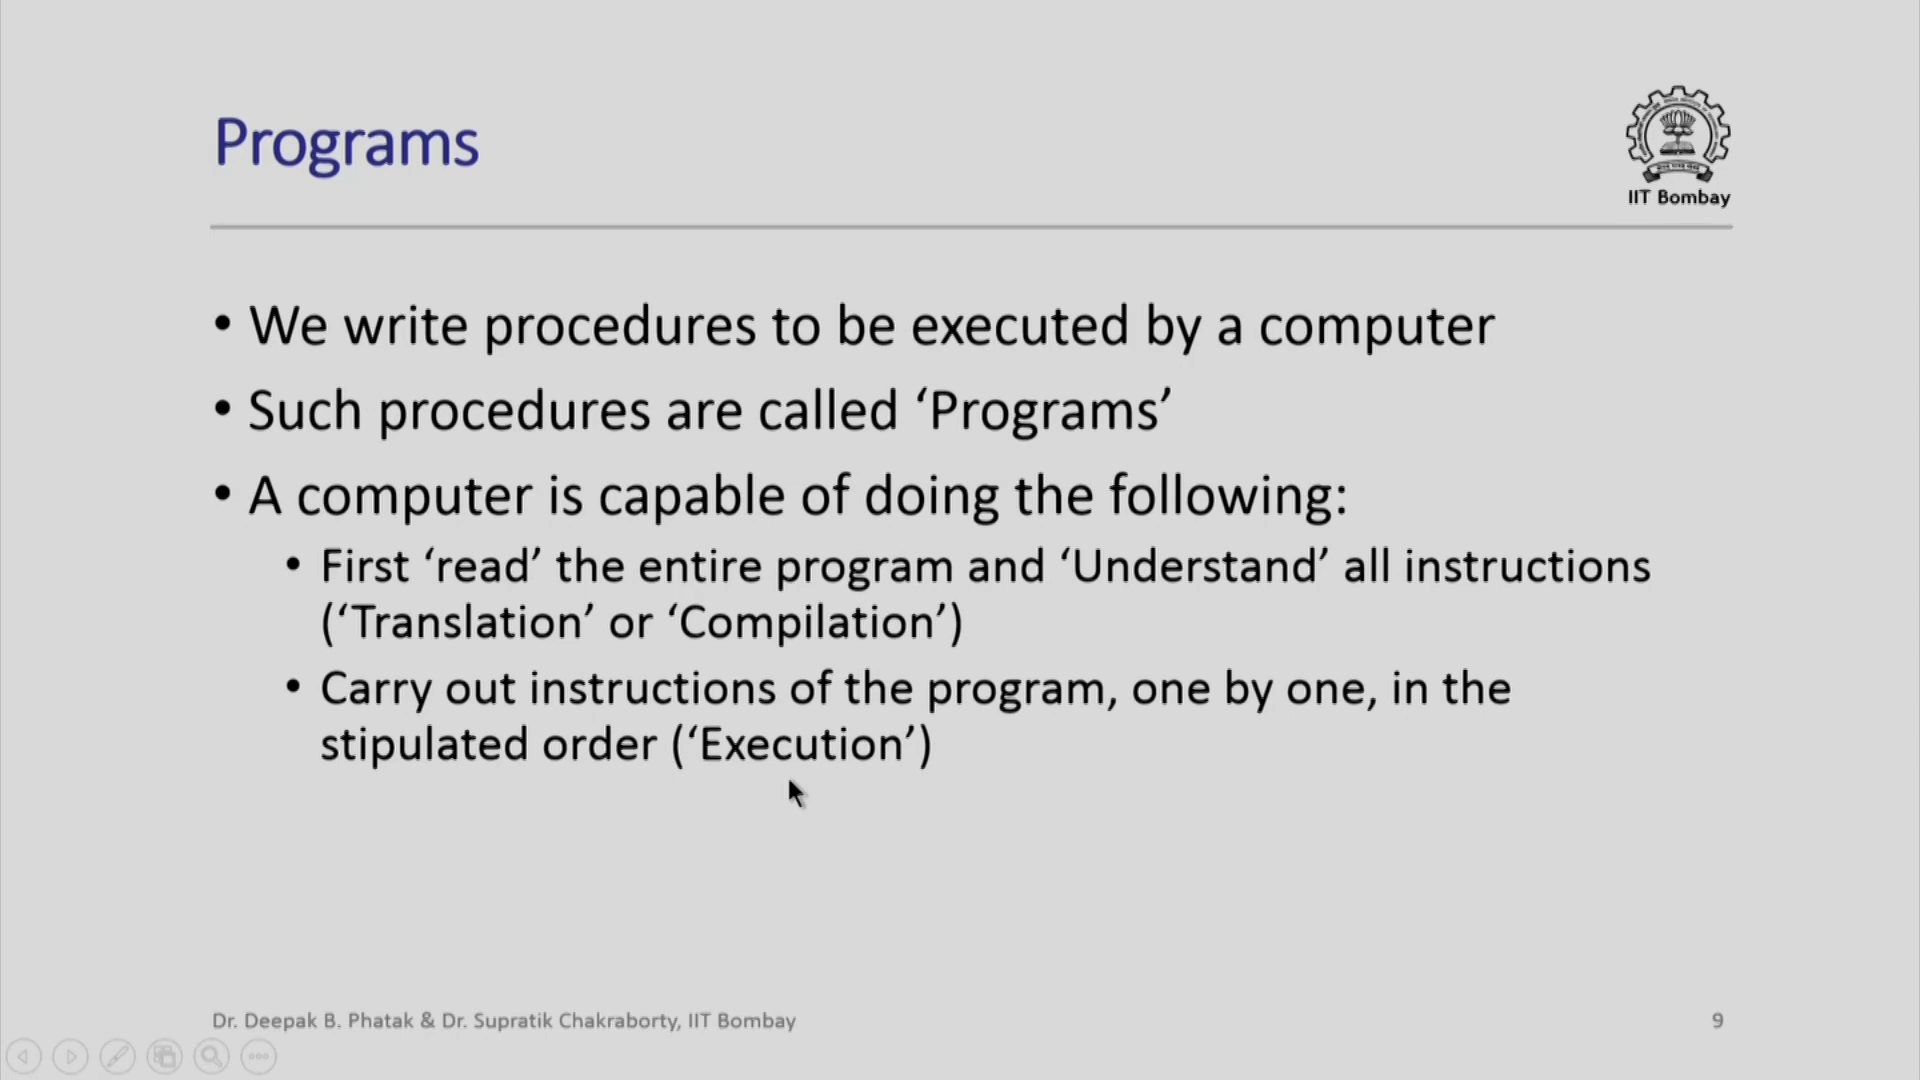 Programs
IIT Bombay
• We write procedures to be executed by a computer
• Such procedures are called ‘Programs’
• A computer is capable of doing the following:
• First ‘read’ the entire program and ‘Understand’ all instructions
(‘Translation’ or ‘Compilation’)
• Carry out instructions of the program, one by one, in the
stipulated order (‘Execution’)
Dr. Deepak B. Phatak & Dr. Supratik Chakraborty, IIT Bombay
9